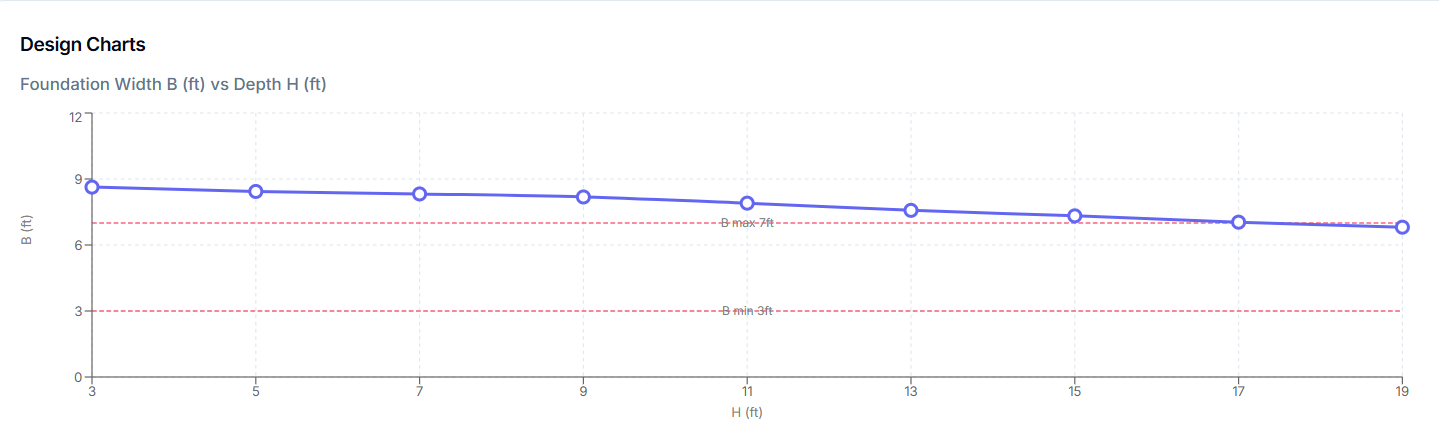 Design Charts
Foundation Width B (ft) vs Depth H (ft)
12
9
6
3
0
B (ft)
B max 7ft
B min 3ft
3 5 7 9 11 13 15 17 19
H (ft)